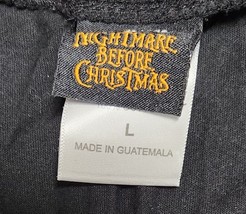 NIGHTMARE
BEFORE
CHRISTMAS
L
MADE IN GUATEMALA